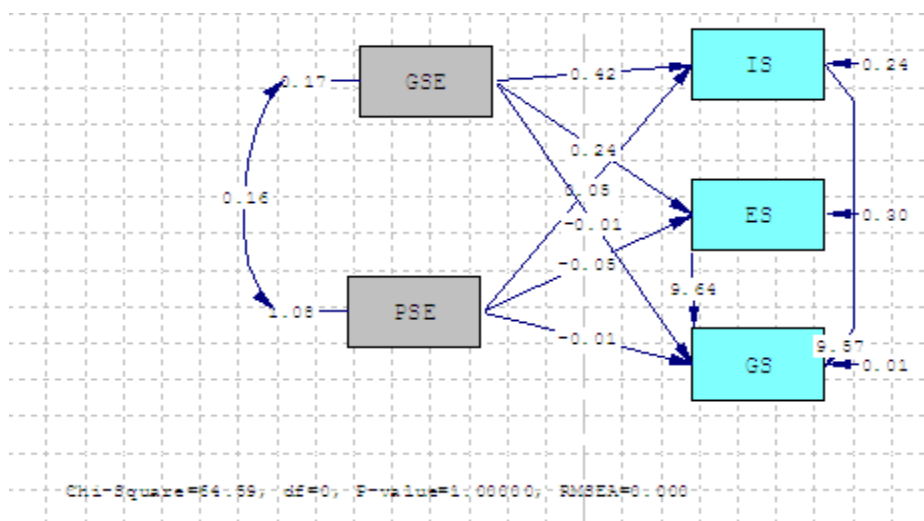 IS
0.24
0.17
GSE
0.42
0.24
0.05
0.16
ES
0.30
-0.01
-0.05
9.64
1.08
PSE
-0.01
9.57
GS
0.01
Chi-Square=64.59, df=0, P-value=1.00000, RMSEA=0.000